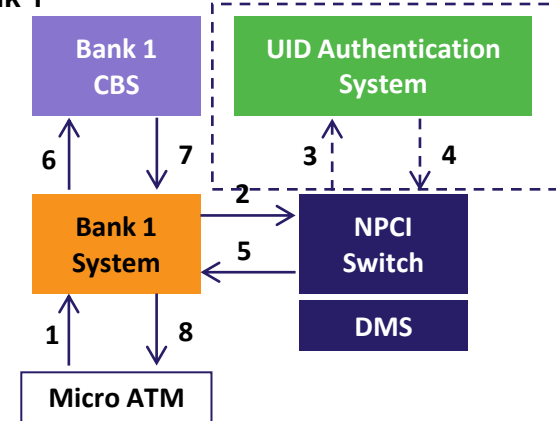 Bank 1
CBS
UID Authentication
System
6
7
3
4
2
Bank 1
System
5
NPCI
Switch
DMS
1
8
Micro ATM